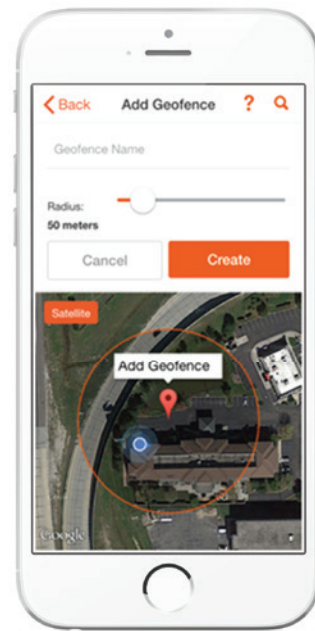 Back
Add Geofence
?
Geofence Name
Radius:
50 meters
Cancel
Create
Satellite
Add Geofence
Google